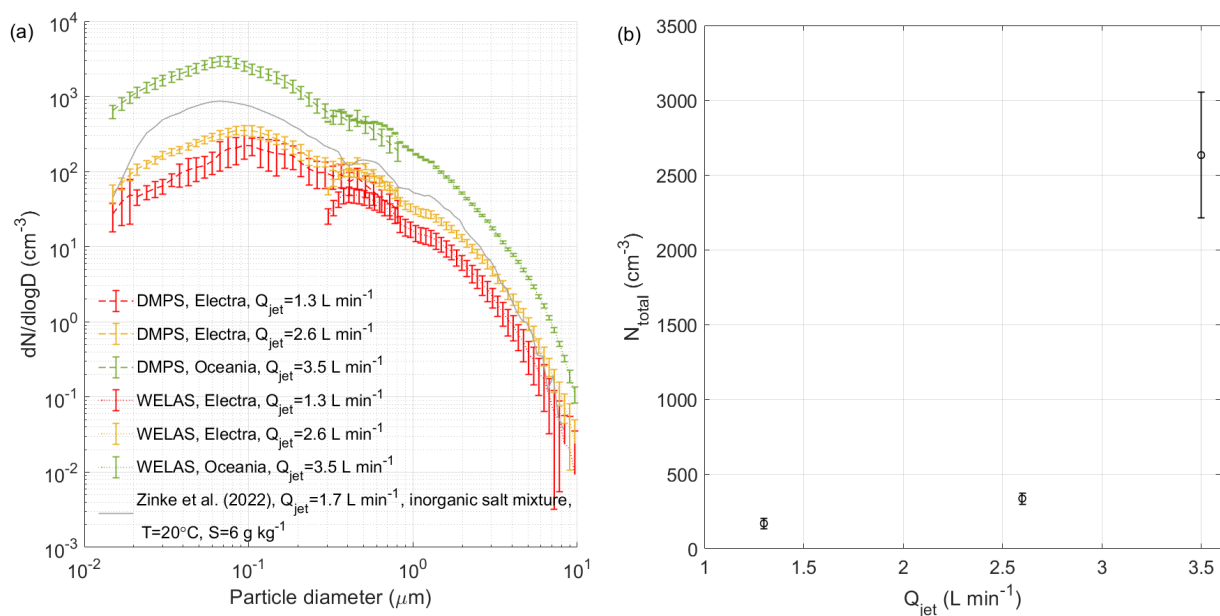 (a)
10^4
10^3
10^2
10^1
10^0
10^-1
10^-2
10^-3
dN/dlogD (cm^-3)
DMPS, Electra, Q_jet=1.3 L min^-1
DMPS, Electra, Q_jet=2.6 L min^-1
DMPS, Oceania, Q_jet=3.5 L min^-1
WELAS, Electra, Q_jet=1.3 L min^-1
WELAS, Electra, Q_jet=2.6 L min^-1
WELAS, Oceania, Q_jet=3.5 L min^-1
Zinke et al. (2022), Q_jet=1.7 L min^-1, inorganic salt mixture,
T=20°C, S=6 g kg^-1
10^-2
10^-1
10^0
10^1
Particle diameter (μm)
(b)
3500
3000
2500
2000
1500
1000
500
0
N_total (cm^-3)
1
1.5
2
2.5
3
3.5
Q_jet (L min^-1)